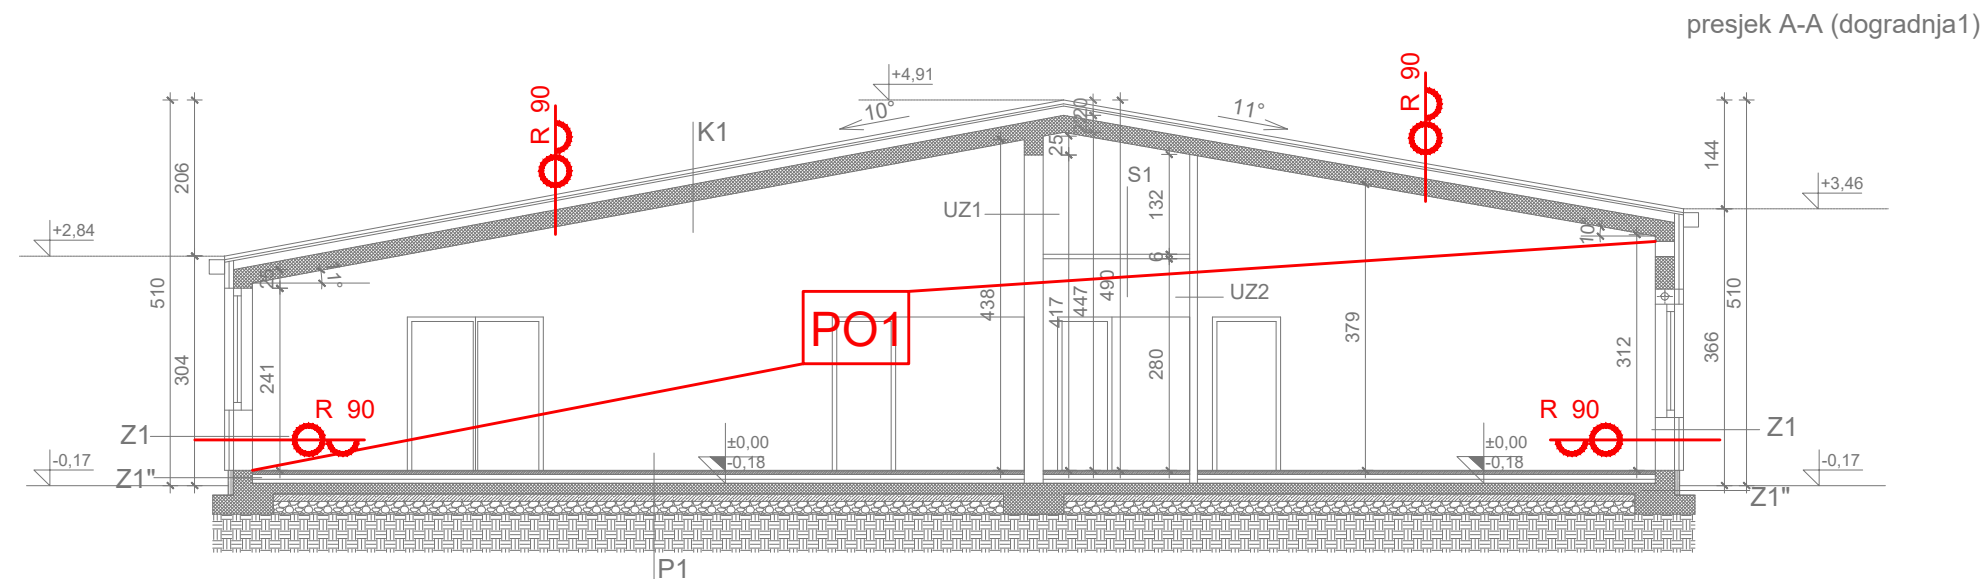 presjek A-A (dogradnja1)
+4,91
R 90
R 90
10°
11°
K1
20
25
144
206
S1
+3,46
132
UZ1
+2,84
10
6
25
11°
510
490
447
417
438
UZ2
510
PO1
379
312
366
304
241
280
R 90
R 90
Z1
Z1
±0,00
-0,18
±0,00
-0,18
-0,17
-0,17
Z1"
Z1"
P1